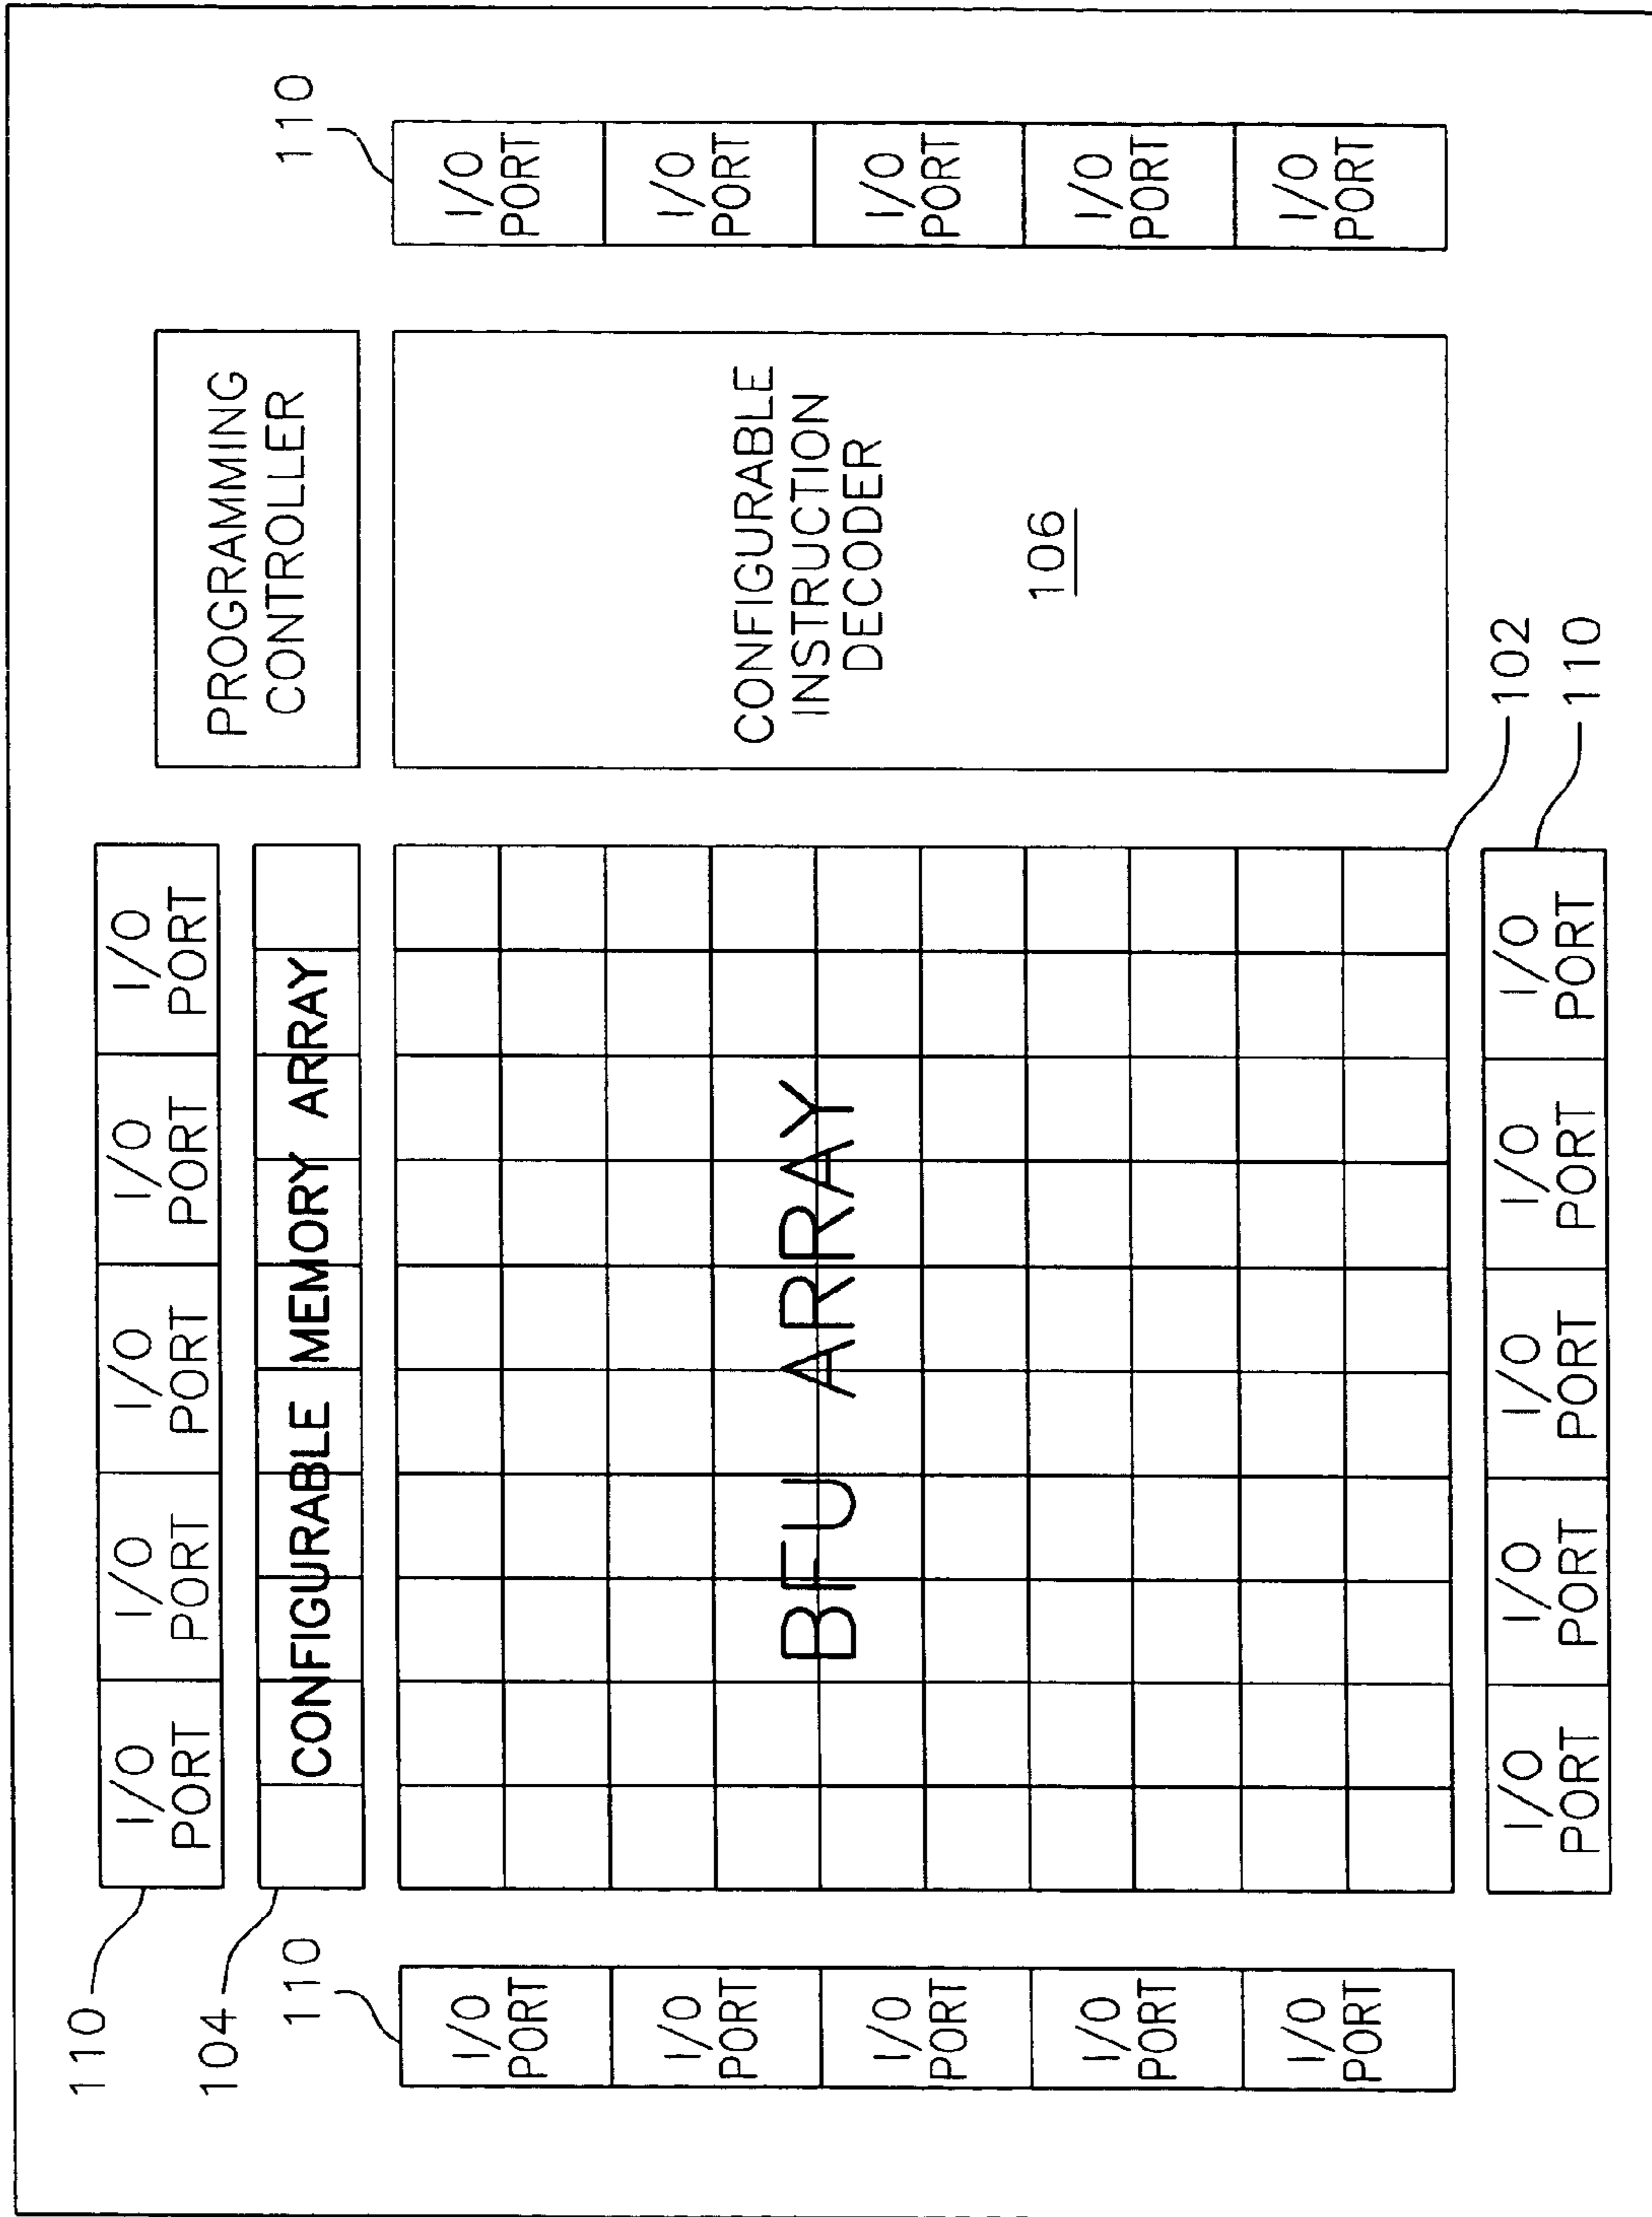 110
I/O
PORT
I/O
PORT
I/O
PORT
I/O
PORT
I/O
PORT
104
CONFIGURABLE MEMORY ARRAY
PROGRAMMING
CONTROLLER
110
I/O
PORT
I/O
PORT
I/O
PORT
I/O
PORT
I/O
PORT
BFU ARRAY
CONFIGURABLE
INSTRUCTION
DECODER
106
110
I/O
PORT
I/O
PORT
I/O
PORT
I/O
PORT
I/O
PORT
102
I/O
PORT
I/O
PORT
I/O
PORT
I/O
PORT
I/O
PORT
110